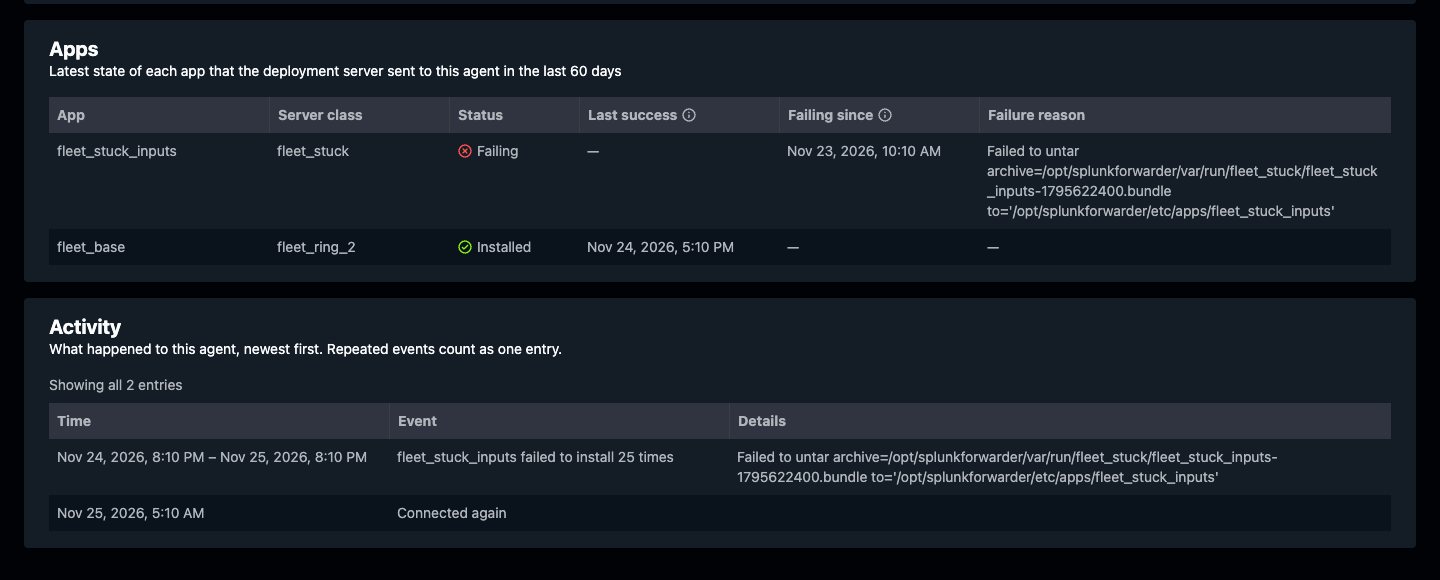 Apps
Latest state of each app that the deployment server sent to this agent in the last 60 days
App Server class Status Last success Failing since Failure reason
fleet_stuck_inputs fleet_stuck Failing — Nov 23, 2026, 10:10 AM Failed to untar
archive=/opt/splunkforwarder/var/run/fleet_stuck/fleet_stuck
_inputs-1795622400.bundle
to='/opt/splunkforwarder/etc/apps/fleet_stuck_inputs'
fleet_base fleet_ring_2 Installed Nov 24, 2026, 5:10 PM — —
Activity
What happened to this agent, newest first. Repeated events count as one entry.
Showing all 2 entries
Time Event Details
Nov 24, 2026, 8:10 PM – Nov 25, 2026, 8:10 PM fleet_stuck_inputs failed to install 25 times Failed to untar archive=/opt/splunkforwarder/var/run/fleet_stuck/fleet_stuck_inputs-
1795622400.bundle to='/opt/splunkforwarder/etc/apps/fleet_stuck_inputs'
Nov 25, 2026, 5:10 AM Connected again